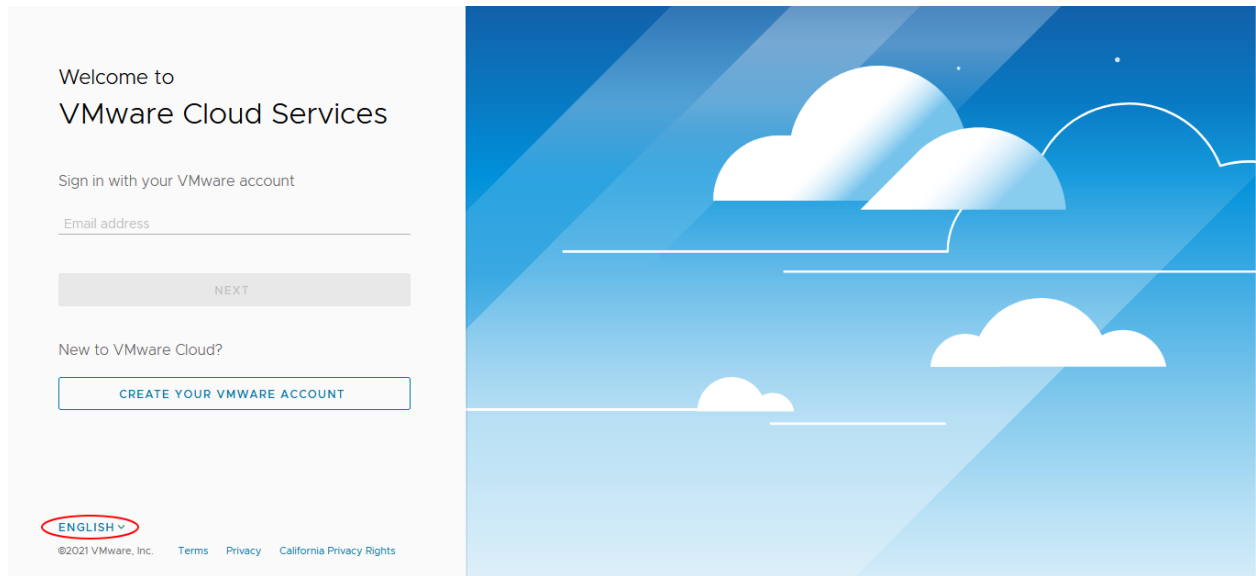 Welcome to
VMware Cloud Services
Sign in with your VMware account
Email address
NEXT
New to VMware Cloud?
CREATE YOUR VMWARE ACCOUNT
ENGLISH
©2021 VMware, Inc. Terms Privacy California Privacy Rights